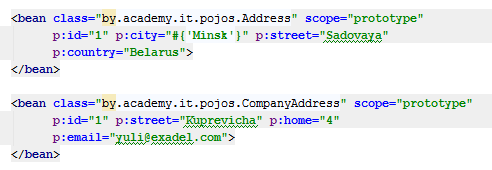 <bean class="by.academy.it.pojos.Address" scope="prototype"
p:id="1" p:city="#{'Minsk'}" p:street="Sadovaya"
p:country="Belarus">
</bean>
<bean class="by.academy.it.pojos.CompanyAddress" scope="prototype"
p:id="1" p:street="Kuprevicha" p:home="4"
p:email="yuli@exadel.com">
</bean>